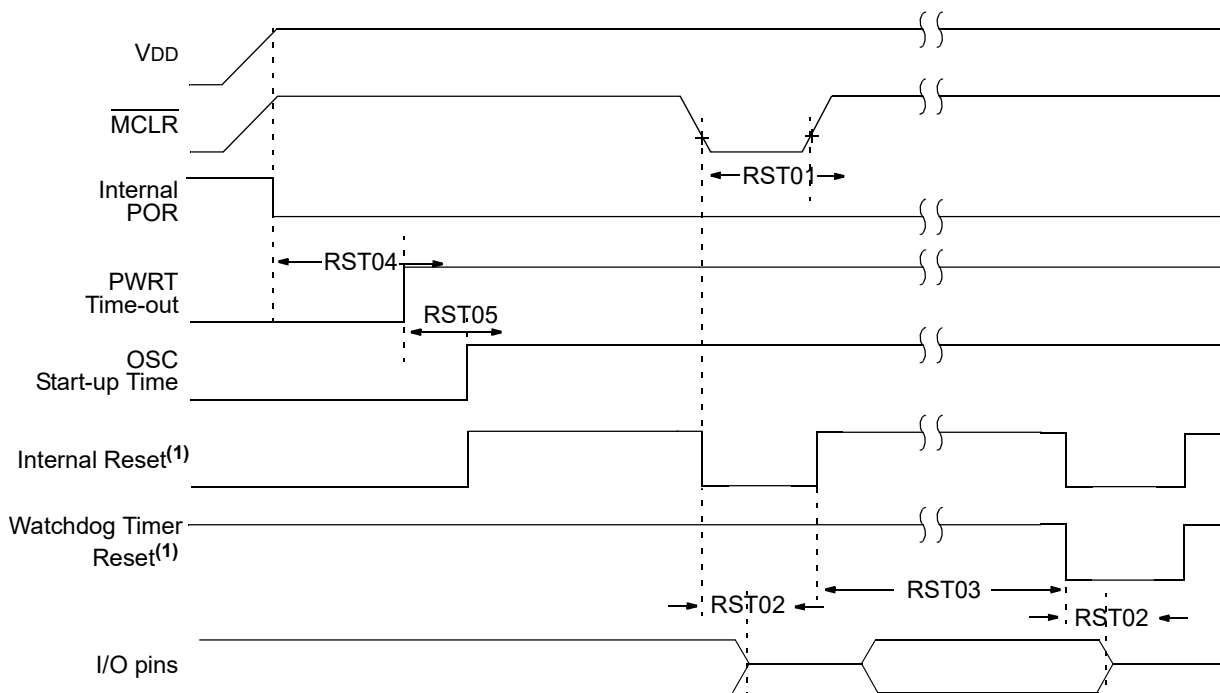 VDD
MCLR
RST01
Internal
POR
RST04
PWRT
Time-out
RST05
OSC
Start-up Time
Internal Reset(1)
Watchdog Timer
Reset(1)
RST03
RST02
RST02
I/O pins